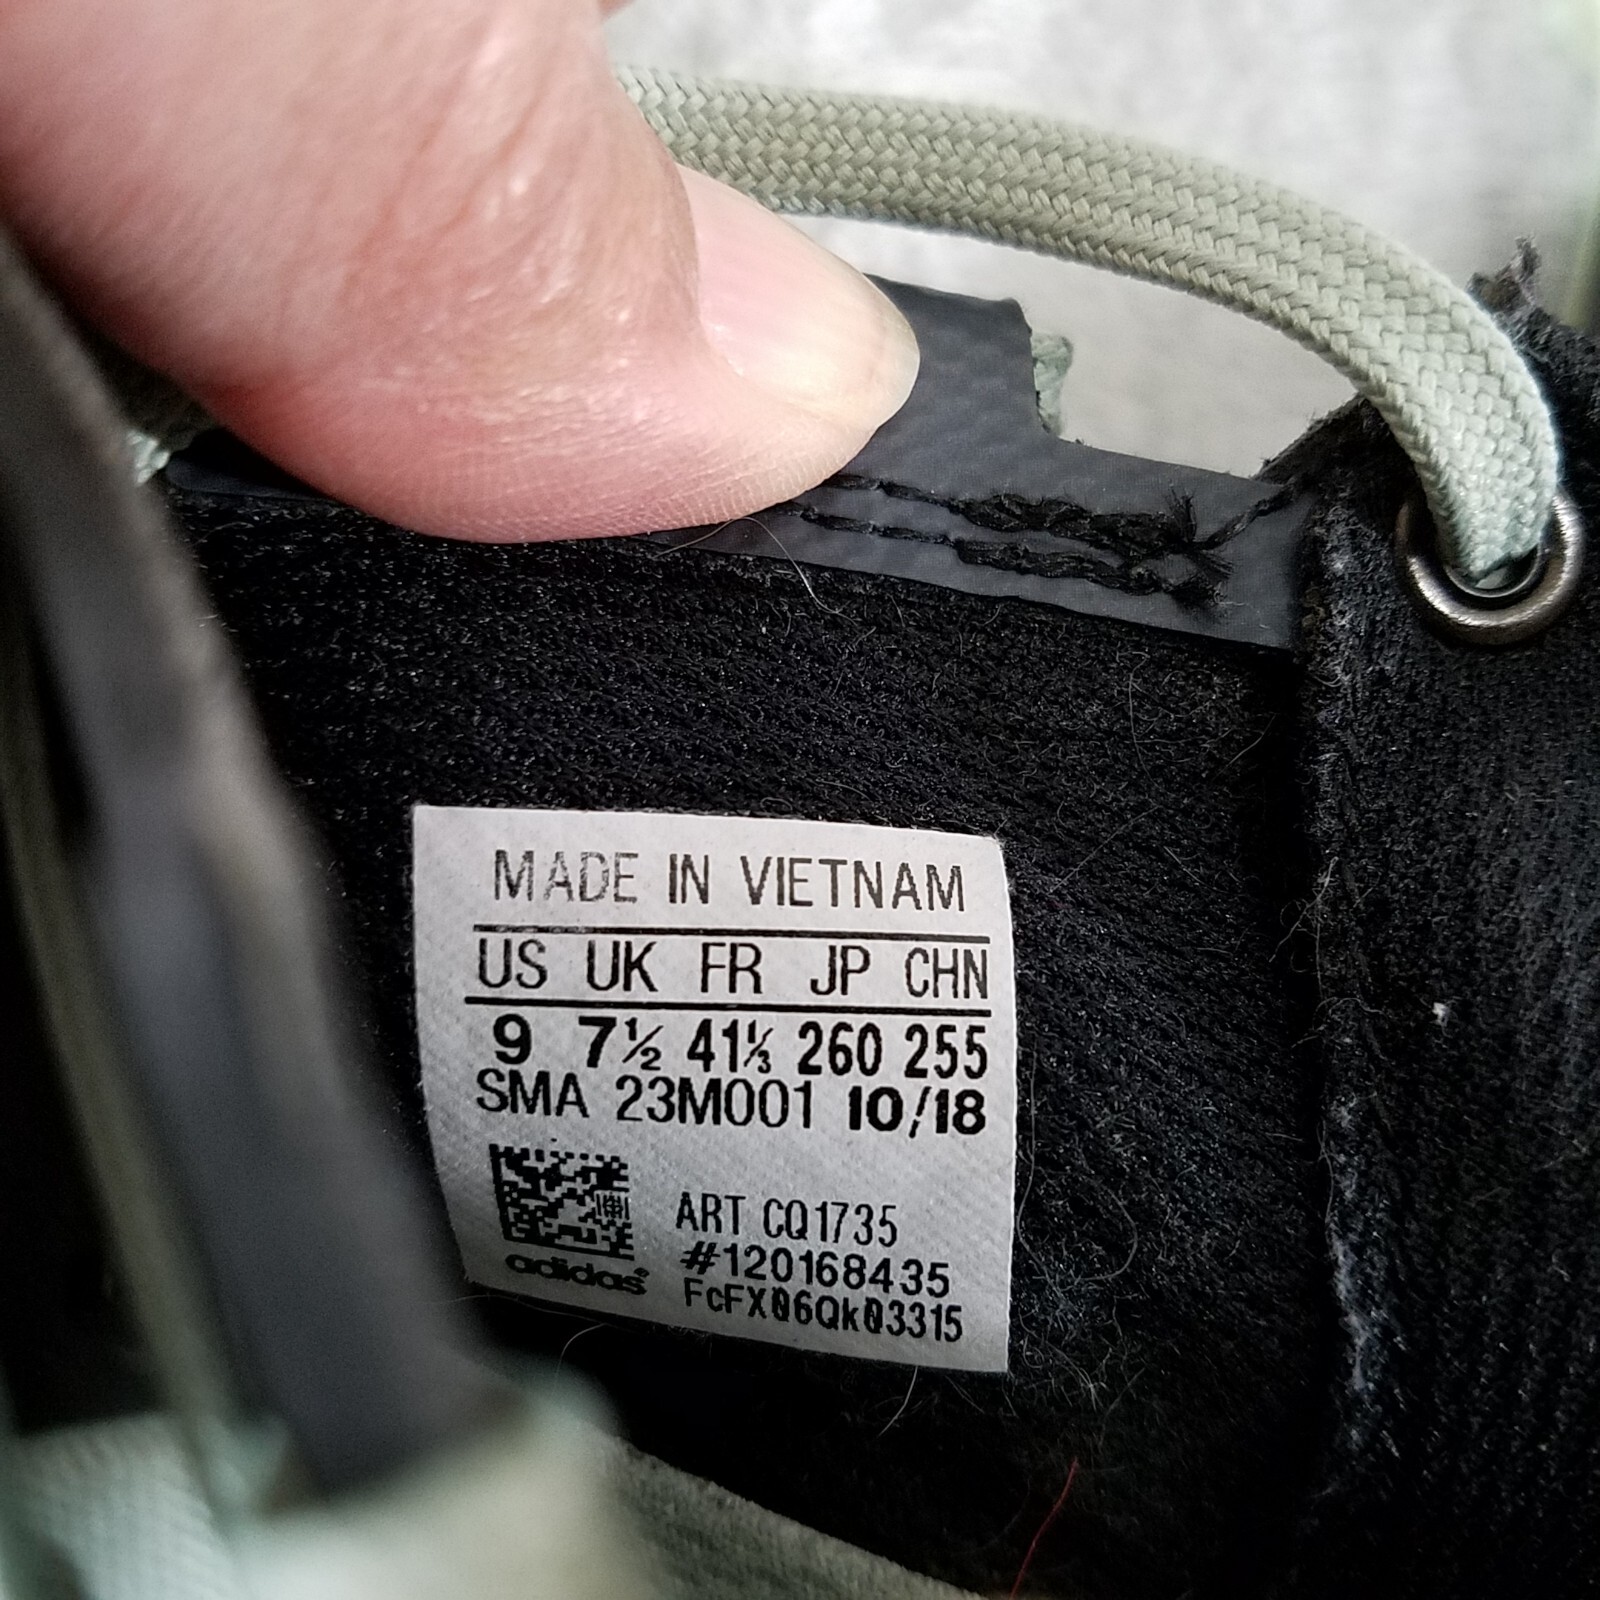 MADE IN VIETNAM
US UK FR JP CHN
9 7½ 41⅓ 260 255
SMA 23M001 10/18
ART CQ1735
#120168435
adidas®
FcFX06Qk03315